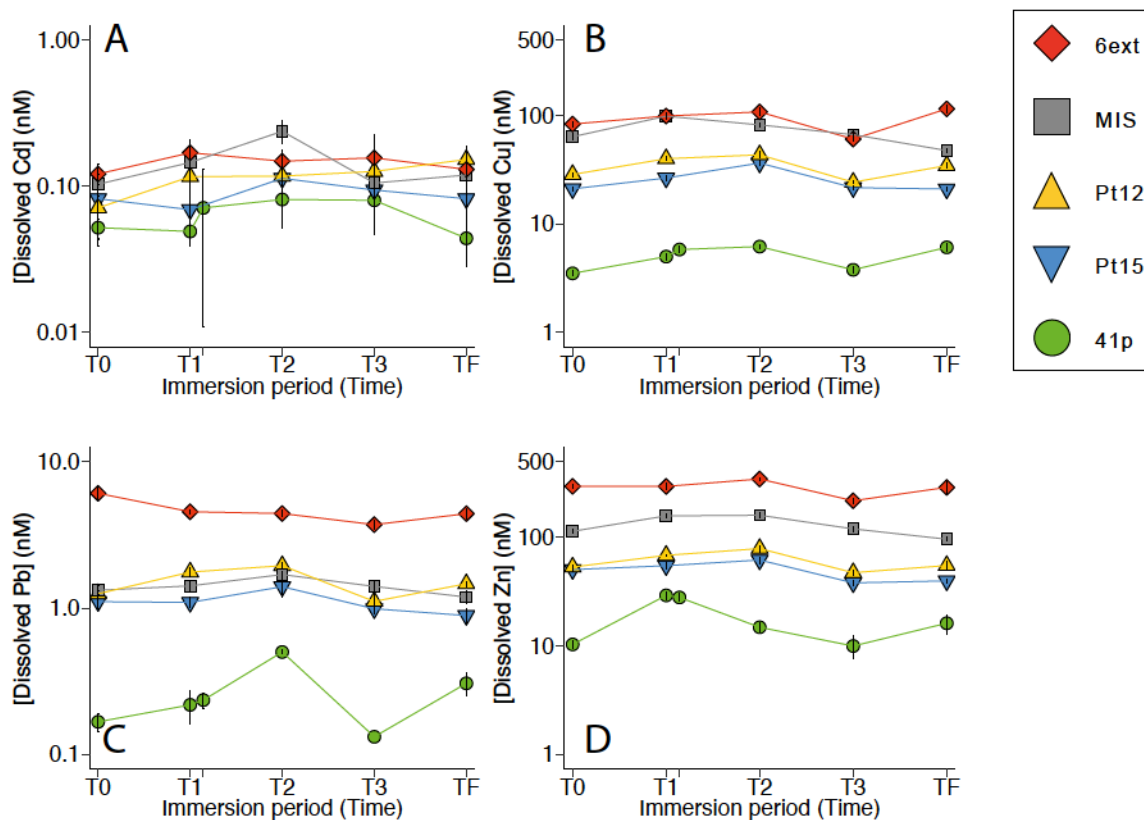 A
[Dissolved Cd] (nM)
1.00
0.10
0.01
T0 T1 T2 T3 TF
Immersion period (Time)
B
[Dissolved Cu] (nM)
500
100
10
1
T0 T1 T2 T3 TF
Immersion period (Time)
6ext
MIS
Pt12
Pt15
41p
C
[Dissolved Pb] (nM)
10.0
1.0
0.1
T0 T1 T2 T3 TF
Immersion period (Time)
D
[Dissolved Zn] (nM)
500
100
10
1
T0 T1 T2 T3 TF
Immersion period (Time)